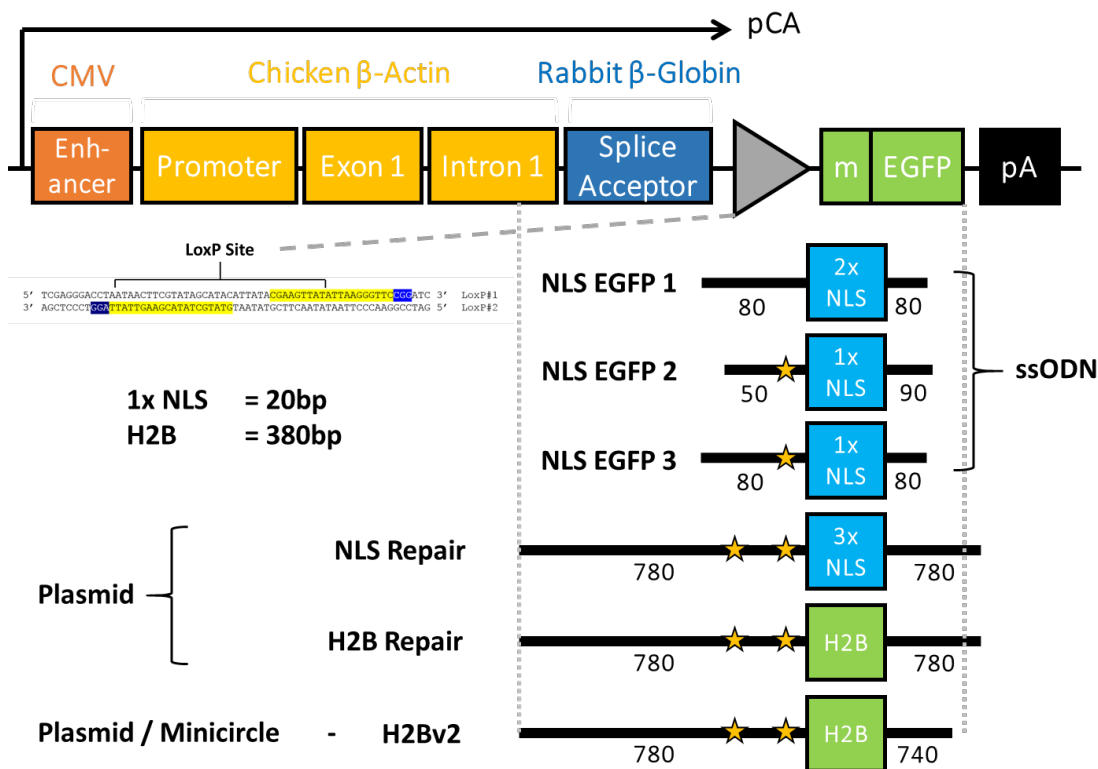 pCA
CMV
Chicken β-Actin
Rabbit β-Globin
Enh-
ancer
Promoter
Exon 1
Intron 1
Splice
Acceptor
m
EGFP
pA
LoxP Site
5' TCGAGGGACCTAATAACTTCGTATAGCATACATTATACGAAGTTATATTAAGGGTTCCGGATC 3' LoxP#1
3' AGCTCCCTGGATTATTGAAGCATATCGTATGTAATATGCTTCAATATAATTCCCAAGGCCTAG 5' LoxP#2
NLS EGFP 1
2x
NLS
80
80
NLS EGFP 2
1x
NLS
50
90
ssODN
1x NLS = 20bp
H2B = 380bp
NLS EGFP 3
1x
NLS
80
80
NLS Repair
3x
NLS
780
780
Plasmid
H2B Repair
H2B
780
780
Plasmid / Minicircle - H2Bv2
H2B
780
740